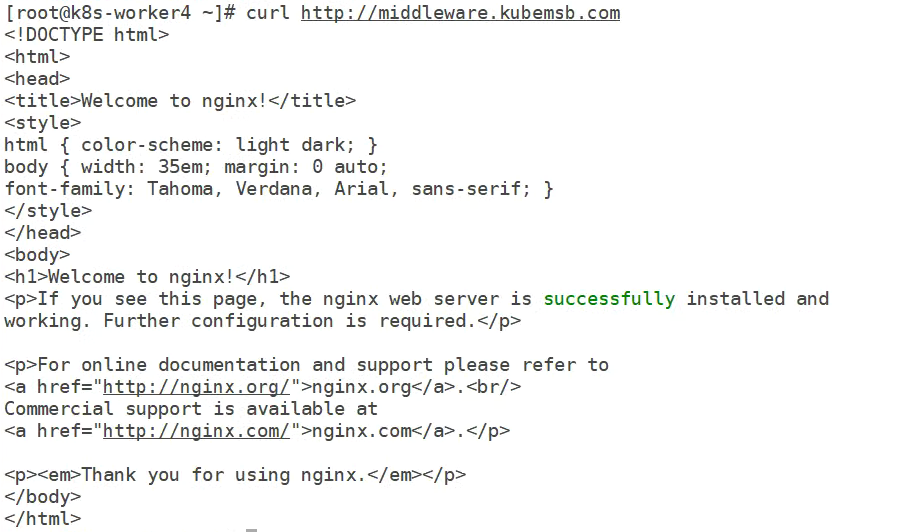 [root@k8s-worker4 ~]# curl http://middleware.kubemsb.com
<!DOCTYPE html>
<html>
<head>
<title>Welcome to nginx!</title>
<style>
html { color-scheme: light dark; }
body { width: 35em; margin: 0 auto;
font-family: Tahoma, Verdana, Arial, sans-serif; }
</style>
</head>
<body>
<h1>Welcome to nginx!</h1>
<p>If you see this page, the nginx web server is successfully installed and
working. Further configuration is required.</p>

<p>For online documentation and support please refer to
<a href="http://nginx.org/">nginx.org</a>.<br/>
Commercial support is available at
<a href="http://nginx.com/">nginx.com</a>.</p>

<p><em>Thank you for using nginx.</em></p>
</body>
</html>